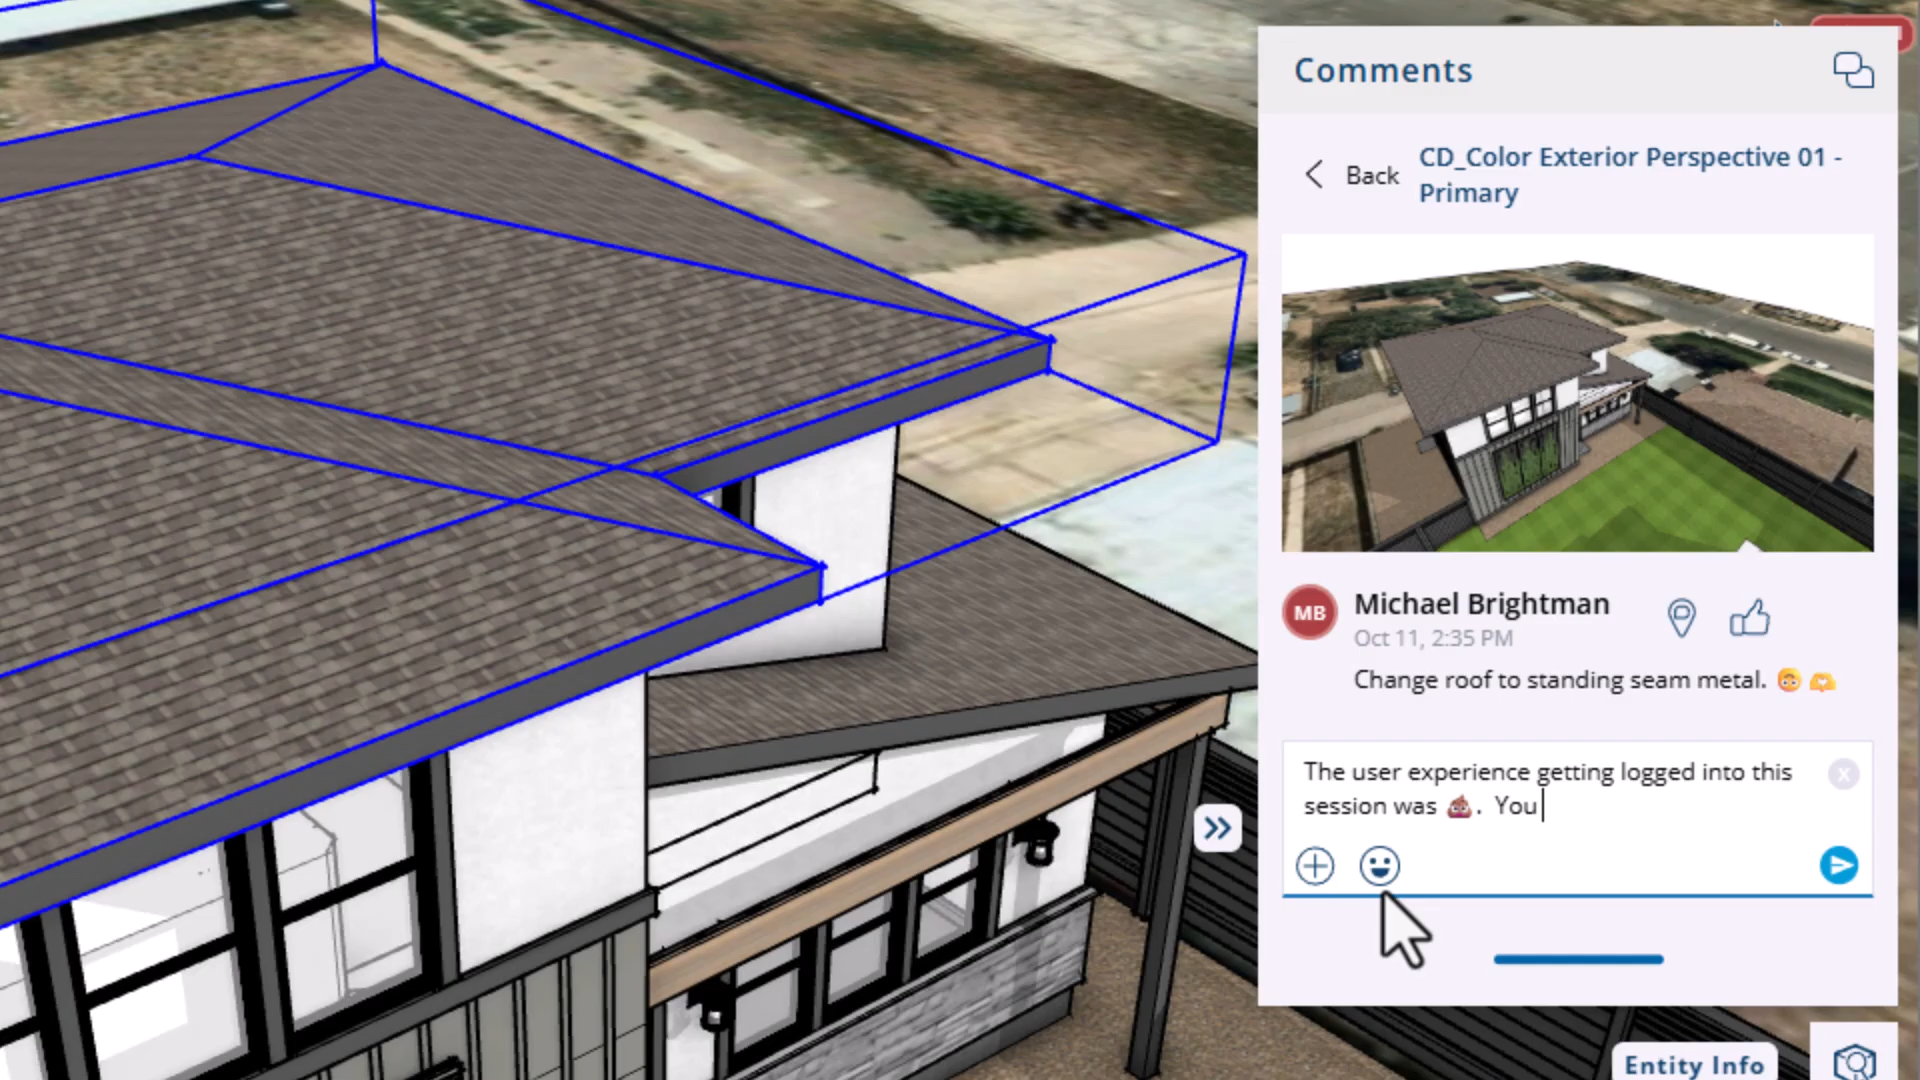 Comments
Back
CD_Color Exterior Perspective 01 -
Primary
MB
Michael Brightman
Oct 11, 2:35 PM
Change roof to standing seam metal. 🥵 🫶
The user experience getting logged into this
session was 💩. You
x
Entity Info